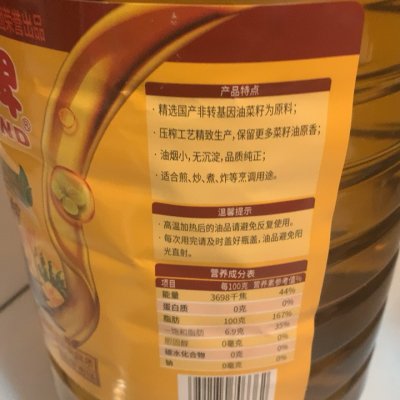 荣誉出品
牌
AND
产品特点
· 精选国产非转基因油菜籽为原料；
· 压榨工艺精致生产，保留更多菜籽油原香；
· 油烟小，无沉淀，品质纯正；
· 适合煎、炒、煮、炸等烹调用途。
温馨提示
· 高温加热后的油品请避免反复使用。
· 每次用完请及时盖好瓶盖，油品避免阳
光直射。
营养成分表
项目 每100克 营养素参考值%
能量 3698千焦 44%
蛋白质 0克 0%
脂肪 100克 167%
—饱和脂肪 6.9克 35%
胆固醇 0毫克 0%
碳水化合物 0克 0%
钠 0毫克 0%